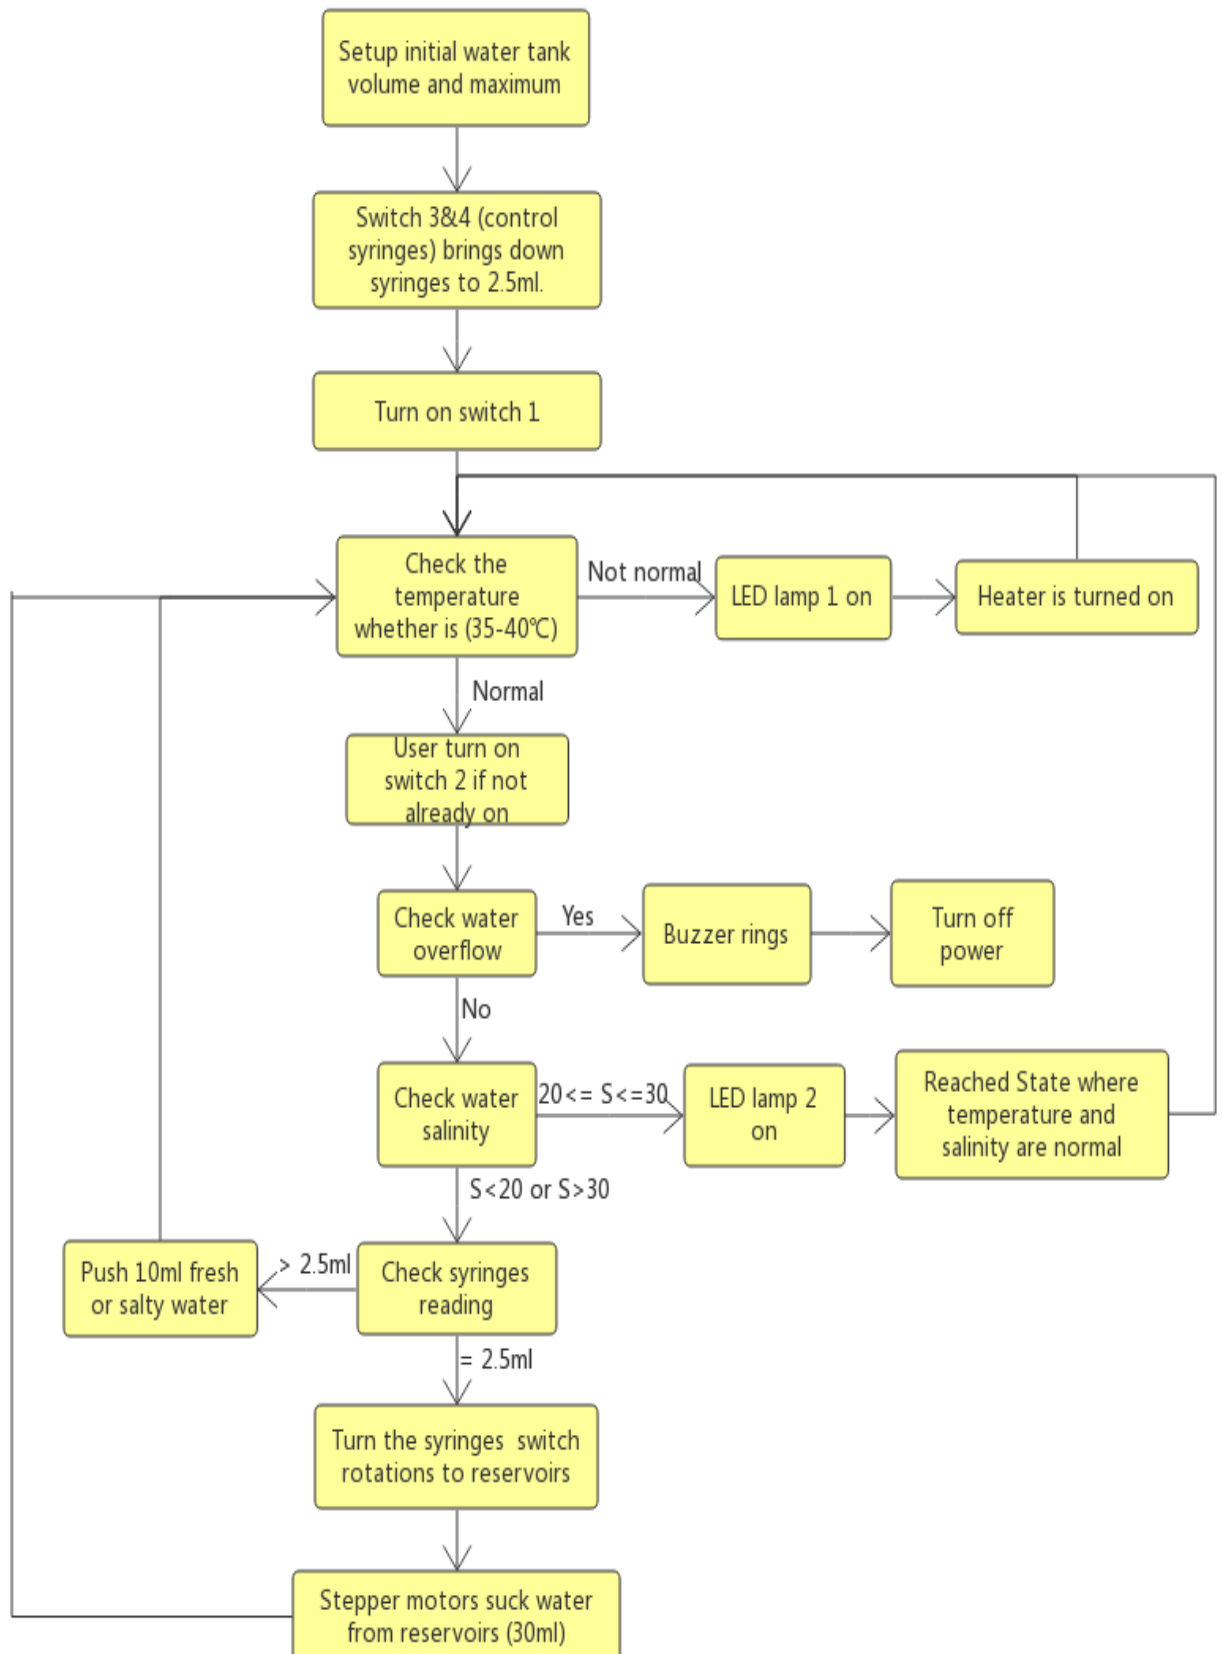 Setup initial water tank
volume and maximum
Switch 3&4 (control
syringes) brings down
syringes to 2.5ml.
Turn on switch 1
Check the
temperature
whether is (35-40℃)
Not normal
LED lamp 1 on
Heater is turned on
Normal
User turn on
switch 2 if not
already on
Check water
overflow
Yes
Buzzer rings
Turn off
power
No
Check water
salinity
20<= S<=30
LED lamp 2
on
Reached State where
temperature and
salinity are normal
S<20 or S>30
Check syringes
reading
> 2.5ml
Push 10ml fresh
or salty water
= 2.5ml
Turn the syringes  switch
rotations to reservoirs
Stepper motors suck water
from reservoirs (30ml)